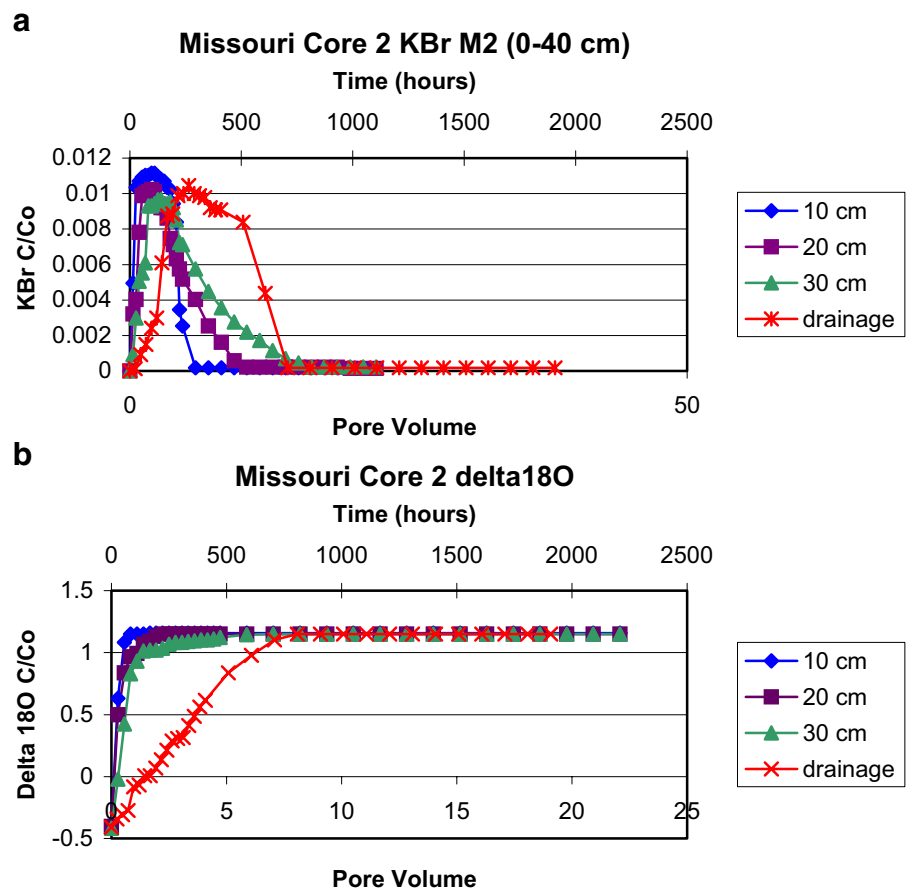 a
Missouri Core 2 KBr M2 (0-40 cm)
Time (hours)
0 500 1000 1500 2000 2500
0.012
0.01
0.008
0.006
0.004
0.002
0
KBr C/Co
0 50
Pore Volume
10 cm
20 cm
30 cm
drainage
b
Missouri Core 2 delta18O
Time (hours)
0 500 1000 1500 2000 2500
1.5
1
0.5
0
-0.5
Delta 18O C/Co
0 5 10 15 20 25
Pore Volume
10 cm
20 cm
30 cm
drainage